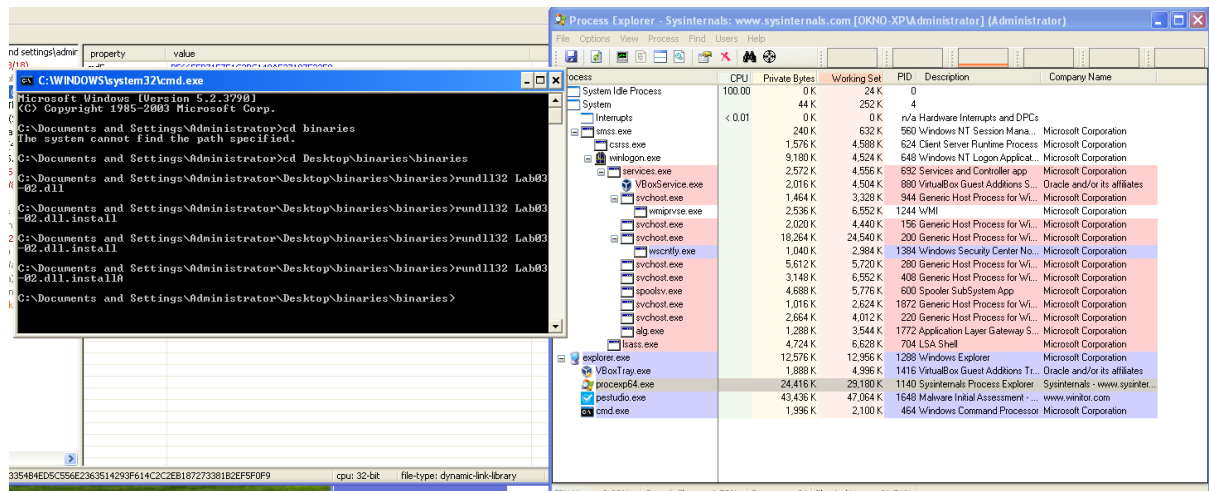 Process Explorer - Sysinternals: www.sysinternals.com [OKNO-XP\Administrator] (Administrator)
File Options View Process Find Users Help
nd settings\admir
property value
C:\WINDOWS\system32\cmd.exe
Microsoft Windows [Version 5.2.3790]
(C) Copyright 1985-2003 Microsoft Corp.
C:\Documents and Settings\Administrator>cd binaries
The system cannot find the path specified.
C:\Documents and Settings\Administrator>cd Desktop\binaries\binaries
C:\Documents and Settings\Administrator\Desktop\binaries\binaries>rundll32 Lab03
-02.dll
C:\Documents and Settings\Administrator\Desktop\binaries\binaries>rundll32 Lab03
-02.dll.install
C:\Documents and Settings\Administrator\Desktop\binaries\binaries>rundll32 Lab03
-02.dll.install
C:\Documents and Settings\Administrator\Desktop\binaries\binaries>rundll32 Lab03
-02.dll.installA
C:\Documents and Settings\Administrator\Desktop\binaries\binaries>
ocess CPU Private Bytes Working Set PID Description Company Name
System Idle Process 100.00 0 K 24 K 0
System 44 K 252 K 4
Interrupts < 0.01 0 K 0 K n/a Hardware Interrupts and DPCs
smss.exe 240 K 632 K 560 Windows NT Session Mana... Microsoft Corporation
csrss.exe 1,576 K 4,588 K 624 Client Server Runtime Process Microsoft Corporation
winlogon.exe 9,180 K 4,524 K 648 Windows NT Logon Applicat... Microsoft Corporation
services.exe 2,572 K 4,556 K 692 Services and Controller app Microsoft Corporation
VBoxService.exe 2,016 K 4,504 K 880 VirtualBox Guest Additions S... Oracle and/or its affiliates
svchost.exe 1,464 K 3,328 K 944 Generic Host Process for Wi... Microsoft Corporation
wmiprvse.exe 2,536 K 6,552 K 1244 WMI Microsoft Corporation
svchost.exe 2,020 K 4,440 K 156 Generic Host Process for Wi... Microsoft Corporation
svchost.exe 18,264 K 24,540 K 200 Generic Host Process for Wi... Microsoft Corporation
wscntfy.exe 1,040 K 2,984 K 1384 Windows Security Center No... Microsoft Corporation
svchost.exe 5,612 K 5,720 K 280 Generic Host Process for Wi... Microsoft Corporation
svchost.exe 3,148 K 6,552 K 408 Generic Host Process for Wi... Microsoft Corporation
spoolsv.exe 4,688 K 5,776 K 600 Spooler SubSystem App Microsoft Corporation
svchost.exe 1,016 K 2,624 K 1872 Generic Host Process for Wi... Microsoft Corporation
svchost.exe 2,664 K 4,012 K 220 Generic Host Process for Wi... Microsoft Corporation
alg.exe 1,288 K 3,544 K 1772 Application Layer Gateway S... Microsoft Corporation
lsass.exe 4,724 K 6,628 K 704 LSA Shell Microsoft Corporation
explorer.exe 12,576 K 12,956 K 1288 Windows Explorer Microsoft Corporation
VBoxTray.exe 1,888 K 4,996 K 1416 VirtualBox Guest Additions Tr... Oracle and/or its affiliates
procexp64.exe 24,416 K 29,180 K 1140 Sysinternals Process Explorer Sysinternals - www.sysinter...
pestudio.exe 43,436 K 47,064 K 1648 Malware Initial Assessment - ... www.winitor.com
cmd.exe 1,996 K 2,100 K 464 Windows Command Processor Microsoft Corporation
cpu: 32-bit file-type: dynamic-link-library